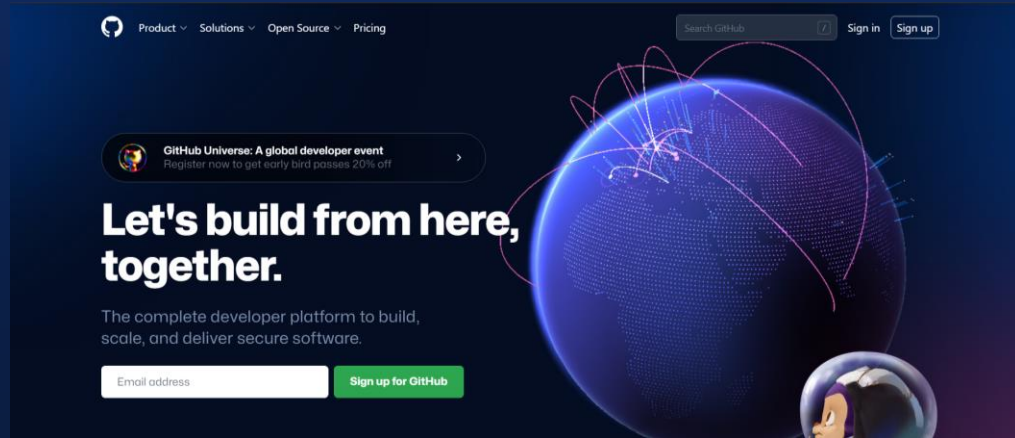 Product Solutions Open Source Pricing Search GitHub / Sign in Sign up
GitHub Universe: A global developer event
Register now to get early bird passes 20% off
Let's build from here,
together.
The complete developer platform to build,
scale, and deliver secure software.
Email address Sign up for GitHub